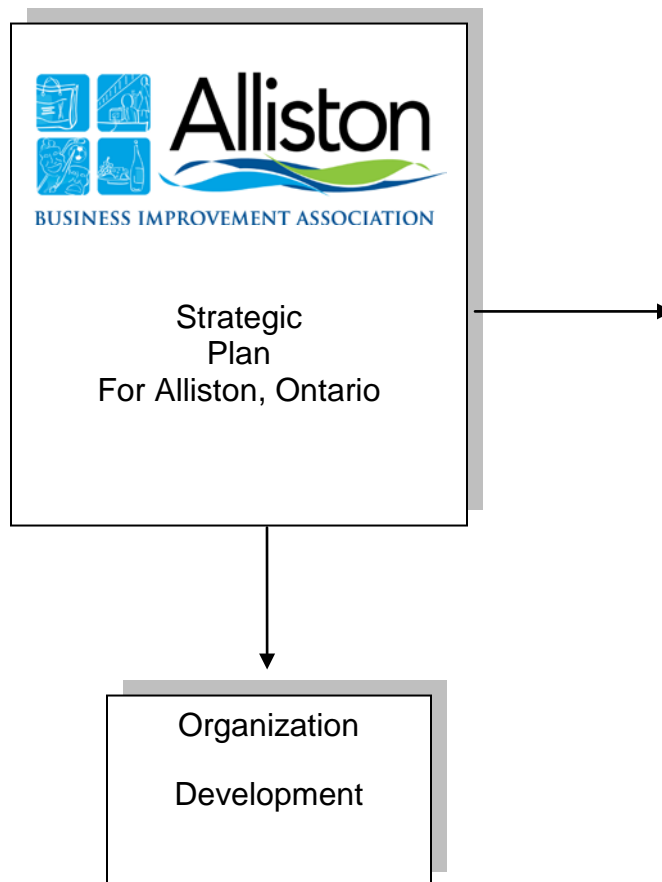 Alliston
BUSINESS IMPROVEMENT ASSOCIATION
Strategic
Plan
For Alliston, Ontario
Organization
Development